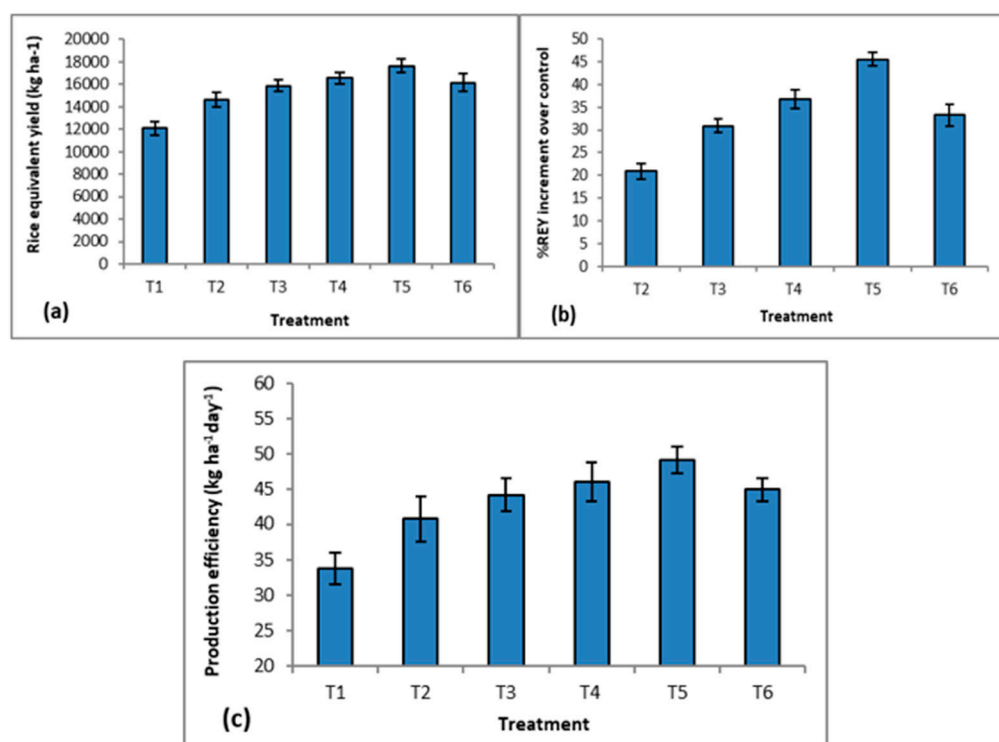 Rice equivalent yield (kg ha-1)
20000
18000
16000
14000
12000
10000
8000
6000
4000
2000
0
T1 T2 T3 T4 T5 T6
(a)
Treatment
%REY increment over control
50
45
40
35
30
25
20
15
10
5
0
T2 T3 T4 T5 T6
(b)
Treatment
Production efficiency (kg ha⁻¹ day⁻¹)
60
50
45
40
35
30
25
20
T1 T2 T3 T4 T5 T6
(c)
Treatment